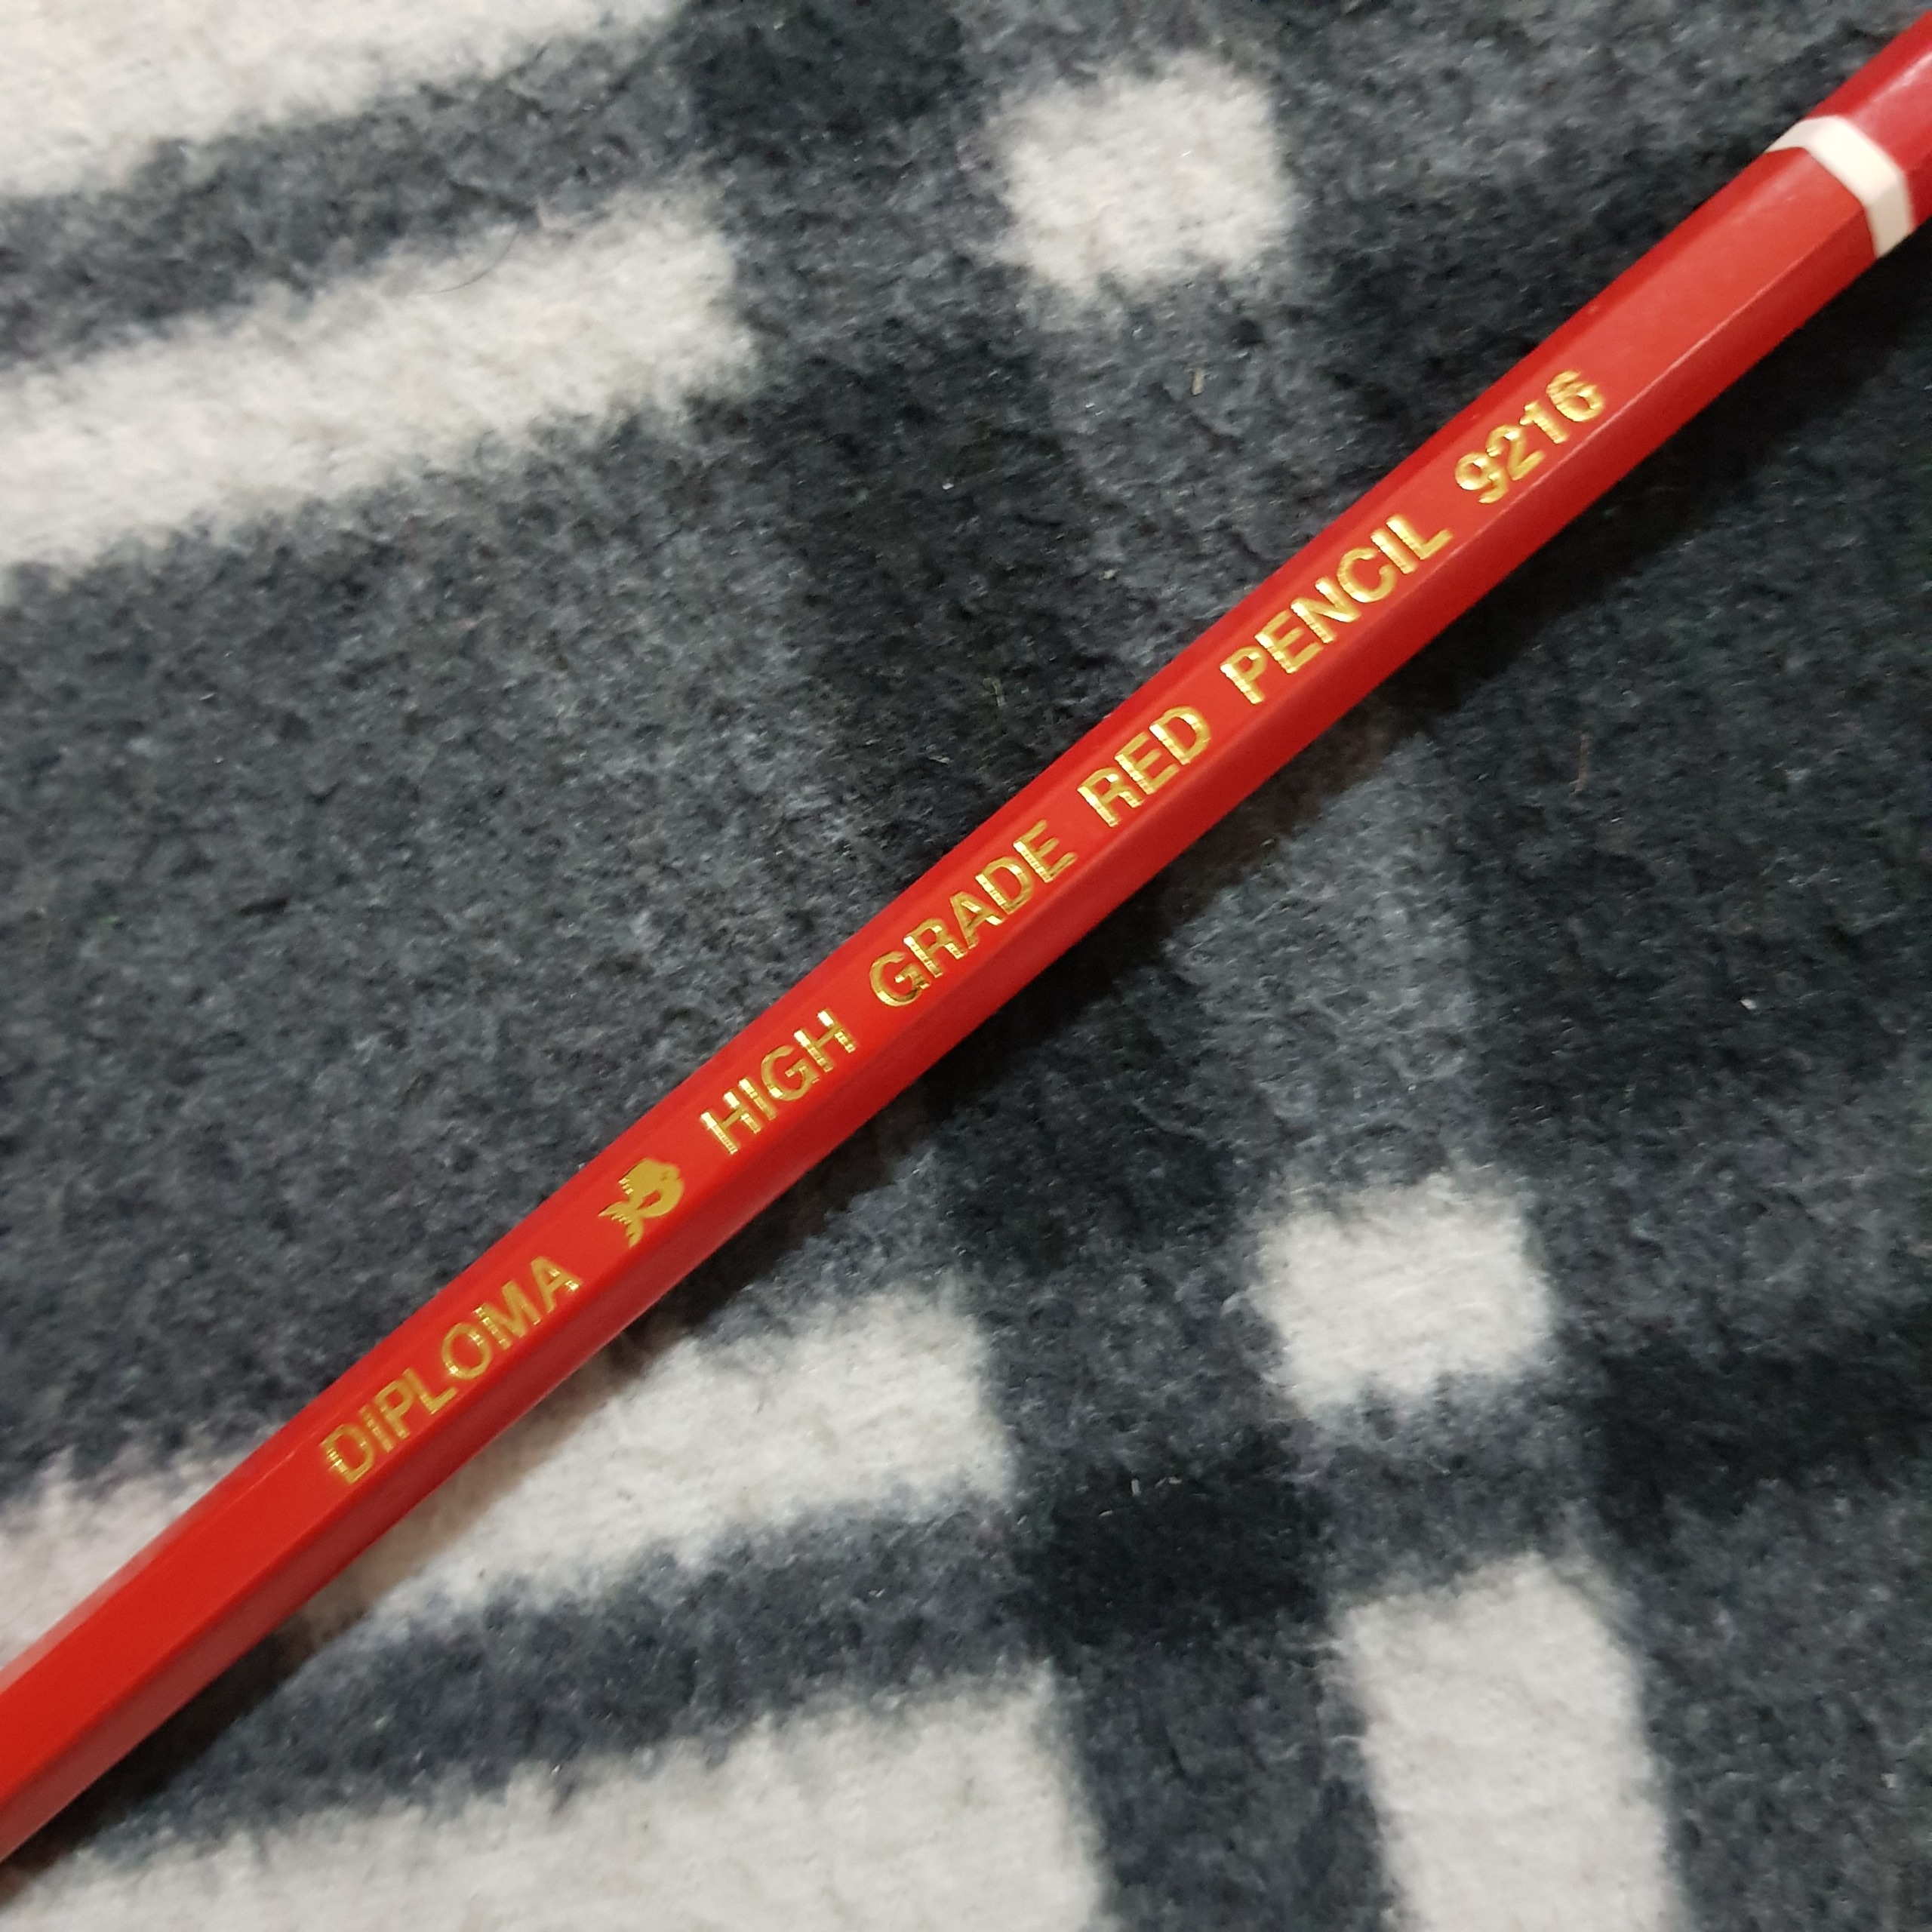 DIPLOMA HIGH GRADE RED PENCIL 9216